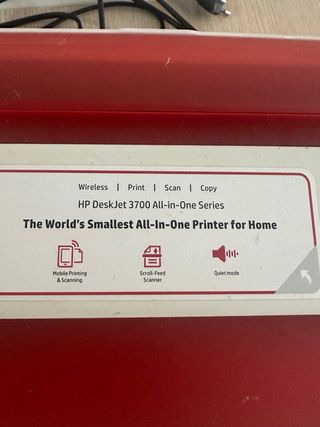 Wireless | Print | Scan | Copy
HP DeskJet 3700 All-in-One Series
The World's Smallest All-In-One Printer for Home
Mobile Printing
& Scanning
Scroll-Feed
Scanner
Quiet mode